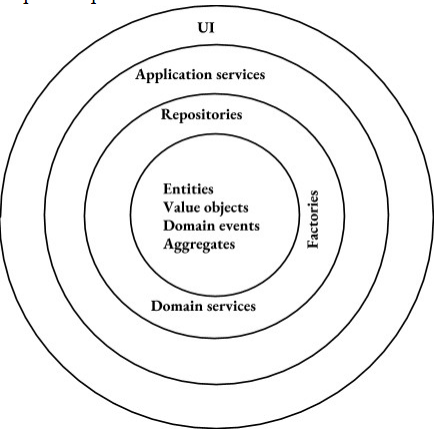 UI
Application services
Repositories
Entities
Value objects
Domain events
Aggregates
Factories
Domain services